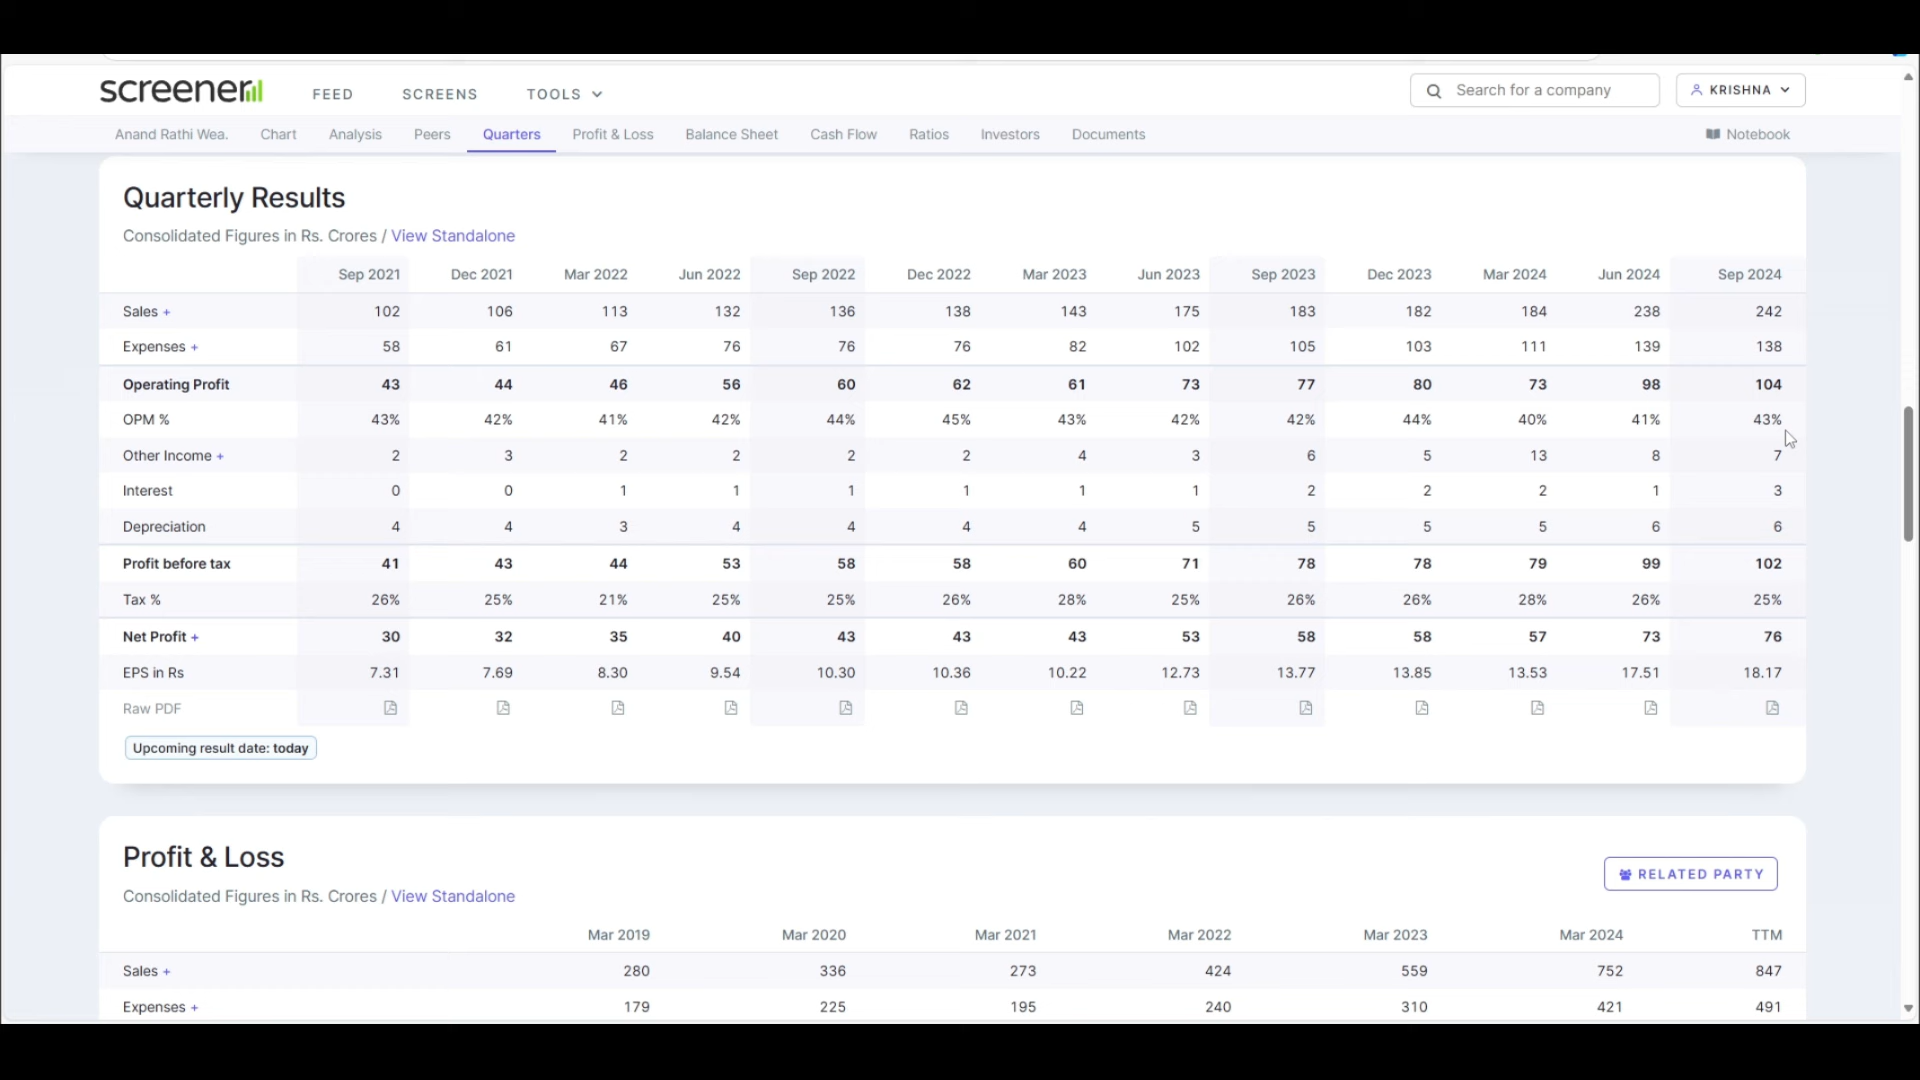 screener
FEED SCREENS TOOLS
Search for a company
KRISHNA
Anand Rathi Wea. Chart Analysis Peers Quarters Profit & Loss Balance Sheet Cash Flow Ratios Investors Documents Notebook
Quarterly Results
Consolidated Figures in Rs. Crores / View Standalone
Sep 2021 Dec 2021 Mar 2022 Jun 2022 Sep 2022 Dec 2022 Mar 2023 Jun 2023 Sep 2023 Dec 2023 Mar 2024 Jun 2024 Sep 2024
Sales + 102 106 113 132 136 138 143 175 183 182 184 238 242
Expenses + 58 61 67 76 76 76 82 102 105 103 111 139 138
Operating Profit 43 44 46 56 60 62 61 73 77 80 73 98 104
OPM % 43% 42% 41% 42% 44% 45% 43% 42% 42% 44% 40% 41% 43%
Other Income + 2 3 2 2 2 2 4 3 6 5 13 8 7
Interest 0 0 1 1 1 1 1 1 2 2 2 1 3
Depreciation 4 4 3 4 4 4 4 5 5 5 5 6 6
Profit before tax 41 43 44 53 58 58 60 71 78 78 79 99 102
Tax % 26% 25% 21% 25% 25% 26% 28% 25% 26% 26% 28% 26% 25%
Net Profit + 30 32 35 40 43 43 43 53 58 58 57 73 76
EPS in Rs 7.31 7.69 8.30 9.54 10.30 10.36 10.22 12.73 13.77 13.85 13.53 17.51 18.17
Raw PDF
Upcoming result date: today
Profit & Loss
RELATED PARTY
Consolidated Figures in Rs. Crores / View Standalone
Mar 2019 Mar 2020 Mar 2021 Mar 2022 Mar 2023 Mar 2024 TTM
Sales + 280 336 273 424 559 752 847
Expenses + 179 225 195 240 310 421 491